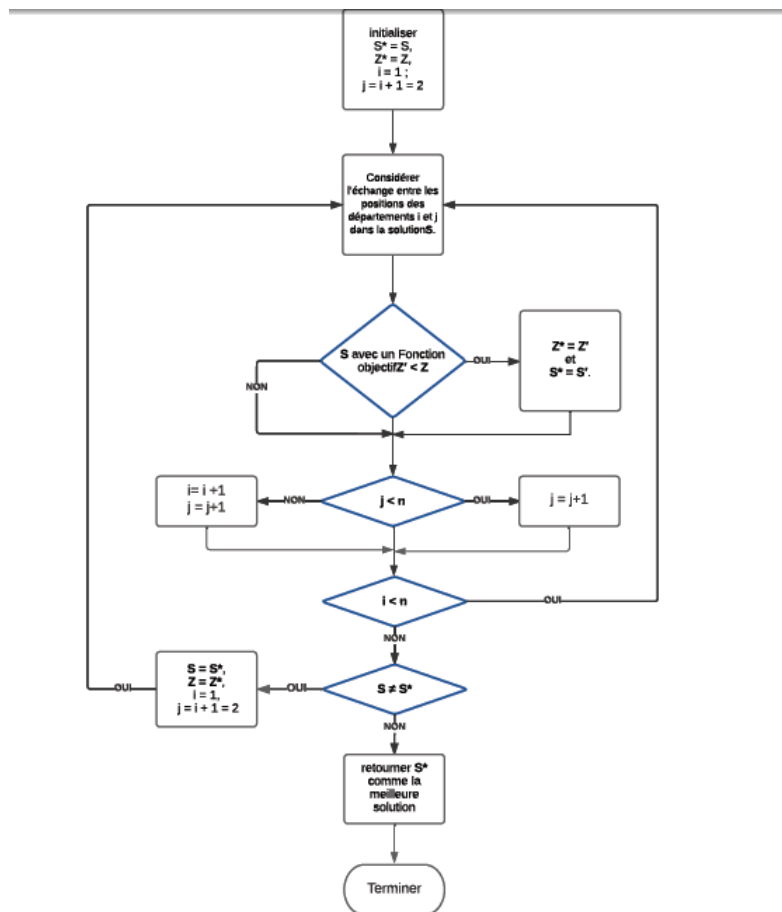 initialiser
S* = S,
Z* = Z,
i = 1 ;
j = i + 1 = 2
Considérer
l'échange entre les
positions des
départements i et j
dans la solutionS.
S avec un Fonction
objectifZ' < Z
OUI
Z* = Z'
et
S* = S'.
NON
i= i +1
j = j+1
NON
j < n
OUI
j = j+1
i < n
OUI
NON
S = S*,
Z = Z*,
i = 1,
j = i + 1 = 2
OUI
OUI
S ≠ S*
NON
retourner S*
comme la
meilleure
solution
Terminer